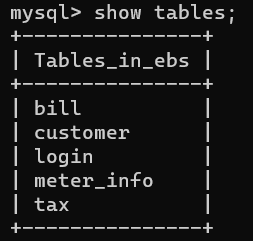 mysql> show tables;
+---------------+
| Tables_in_ebs |
+---------------+
| bill          |
| customer      |
| login         |
| meter_info    |
| tax           |
+---------------+